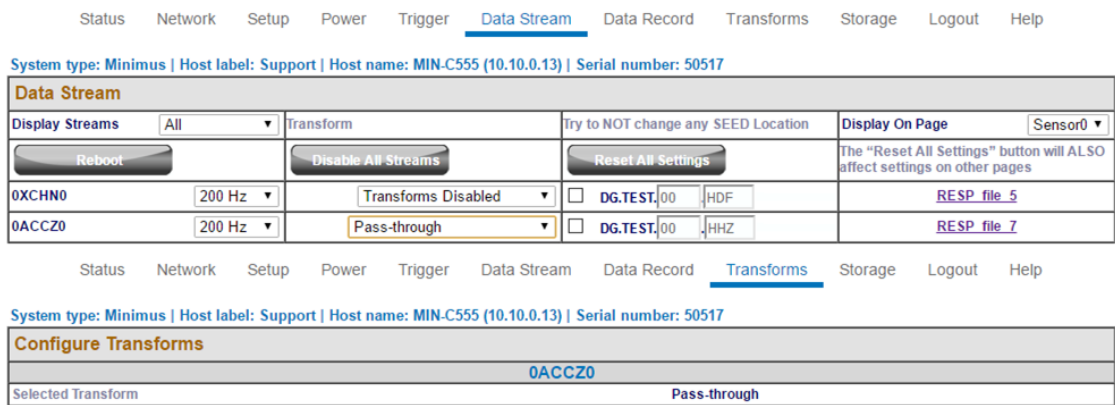 Status Network Setup Power Trigger Data Stream Data Record Transforms Storage Logout Help
System type: Minimus | Host label: Support | Host name: MIN-C555 (10.10.0.13) | Serial number: 50517
Data Stream
Display Streams All Transform Try to NOT change any SEED Location Display On Page Sensor0
Reboot Disable All Streams Reset All Settings The “Reset All Settings” button will ALSO
affect settings on other pages
0XCHN0 200 Hz Transforms Disabled DG.TEST. 00 . HDF RESP_file_5
0ACCZ0 200 Hz Pass-through DG.TEST. 00 . HHZ RESP_file_7
Status Network Setup Power Trigger Data Stream Data Record Transforms Storage Logout Help
System type: Minimus | Host label: Support | Host name: MIN-C555 (10.10.0.13) | Serial number: 50517
Configure Transforms
0ACCZ0
Selected Transform Pass-through